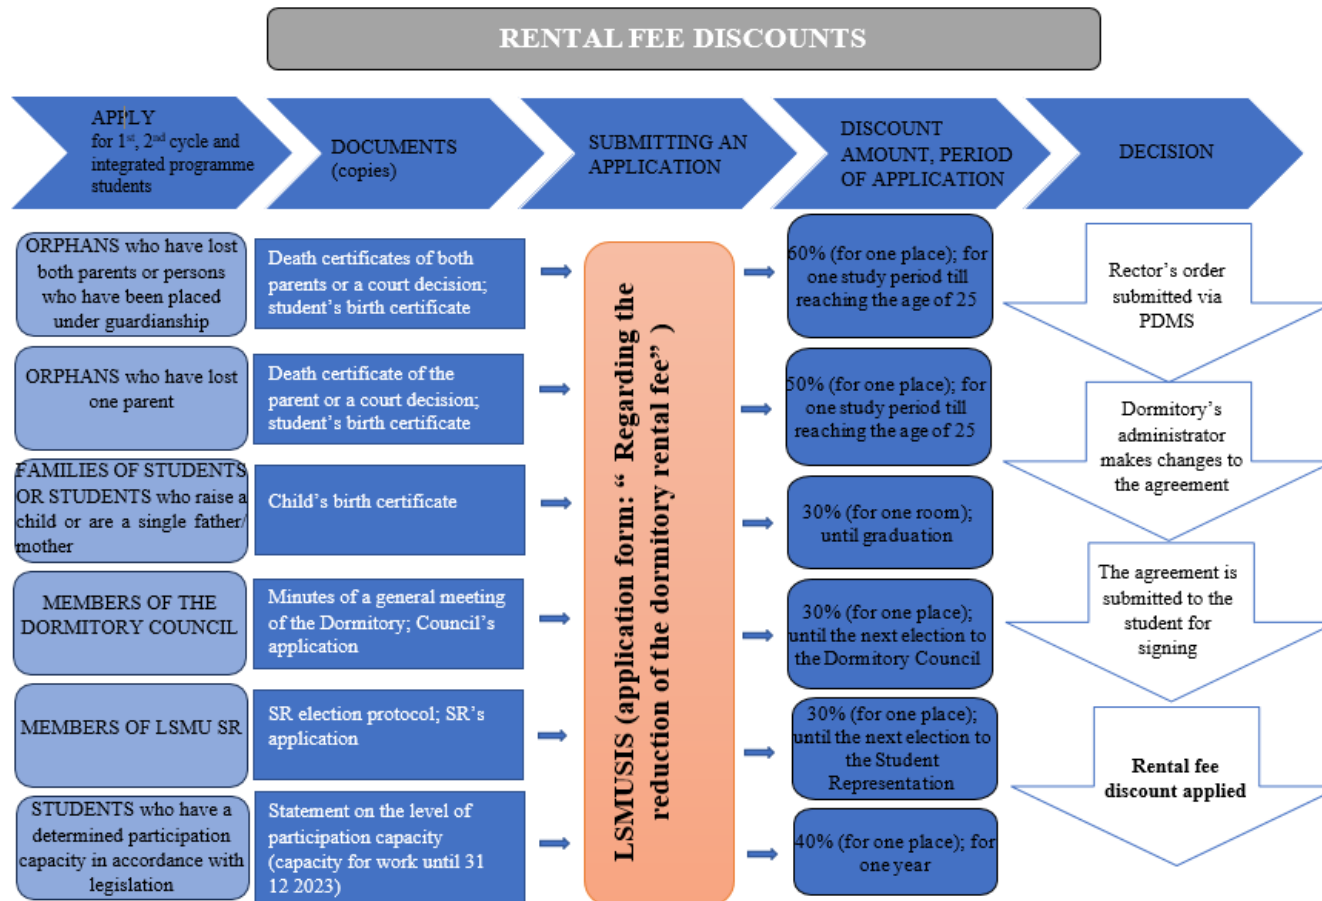 RENTAL FEE DISCOUNTS
APPLY
for 1st, 2nd cycle and
integrated programme
students
DOCUMENTS
(copies)
SUBMITTING AN
APPLICATION
DISCOUNT
AMOUNT, PERIOD
OF APPLICATION
DECISION
ORPHANS who have lost
both parents or persons
who have been placed
under guardianship
Death certificates of both
parents or a court decision;
student's birth certificate
60% (for one place); for
one study period till
reaching the age of 25
ORPHANS who have lost
one parent
Death certificate of the
parent or a court decision;
student's birth certificate
50% (for one place); for
one study period till
reaching the age of 25
FAMILIES OF STUDENTS
OR STUDENTS who raise a
child or are a single father/
mother
Child's birth certificate
30% (for one room);
until graduation
MEMBERS OF THE
DORMITORY COUNCIL
Minutes of a general meeting
of the Dormitory; Council's
application
30% (for one place);
until the next election to
the Dormitory Council
MEMBERS OF LSMU SR
SR election protocol; SR's
application
30% (for one place);
until the next election to
the Student
Representation
STUDENTS who have a
determined participation
capacity in accordance with
legislation
Statement on the level of
participation capacity
(capacity for work until 31
12 2023)
40% (for one place); for
one year
LSMUSIS (application form: “ Regarding the
reduction of the dormitory rental fee” )
Rector's order
submitted via
PDMS
Dormitory's
administrator
makes changes to
the agreement
The agreement is
submitted to the
student for
signing
Rental fee
discount applied